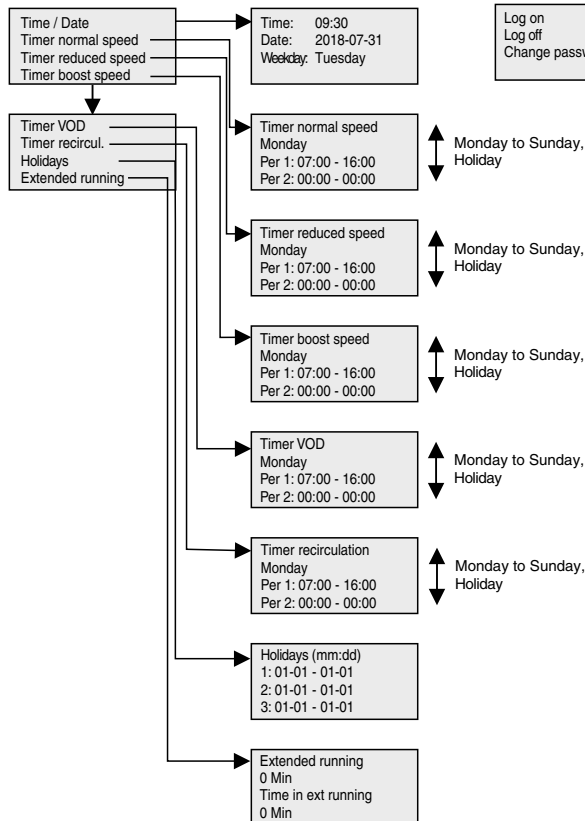 Time / Date
Timer normal speed
Timer reduced speed
Timer boost speed
Time: 09:30
Date: 2018-07-31
Weekday: Tuesday
Log on
Log off
Change passw
Timer VOD
Timer recircul.
Holidays
Extended running
Timer normal speed
Monday
Per 1: 07:00 - 16:00
Per 2: 00:00 - 00:00
Monday to Sunday,
Holiday
Timer reduced speed
Monday
Per 1: 07:00 - 16:00
Per 2: 00:00 - 00:00
Monday to Sunday,
Holiday
Timer boost speed
Monday
Per 1: 07:00 - 16:00
Per 2: 00:00 - 00:00
Monday to Sunday,
Holiday
Timer VOD
Monday
Per 1: 07:00 - 16:00
Per 2: 00:00 - 00:00
Monday to Sunday,
Holiday
Timer recirculation
Monday
Per 1: 07:00 - 16:00
Per 2: 00:00 - 00:00
Monday to Sunday,
Holiday
Holidays (mm:dd)
1: 01-01 - 01-01
2: 01-01 - 01-01
3: 01-01 - 01-01
Extended running
0 Min
Time in ext running
0 Min